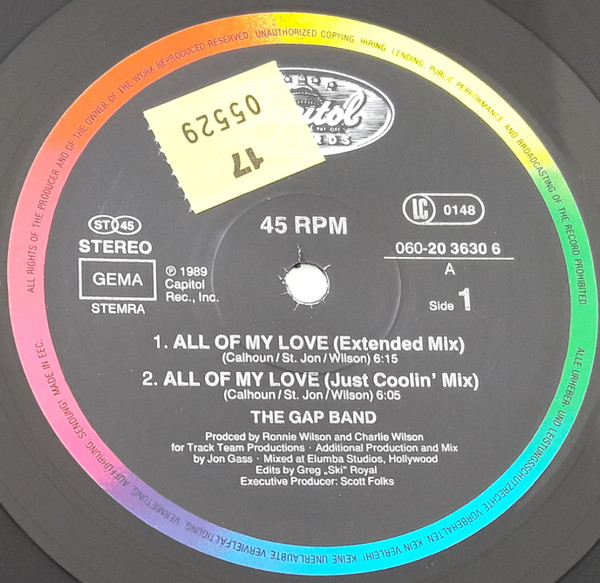 ALL RIGHTS OF THE PRODUCER AND OF THE OWNER OF THE WORK REPRODUCED RESERVED. UNAUTHORIZED COPYING, HIRING, LENDING, PUBLIC PERFORMANCE AND BROADCASTING OF THE RECORD PROHIBITED.
ALLE URHEBER- UND LEISTUNGSSCHUTZRECHTE VORBEHALTEN. KEIN VERLEIH! KEINE UNERLAUBTE VERVIELFÄLTIGUNG, VERMIETUNG, AUFFÜHRUNG, SENDUNG! MADE IN EEC.
05529
17
45 RPM
ST 45
STEREO
GEMA
STEMRA
℗ 1989
Capitol
Rec., Inc.
LC 0148
060-20 3630 6
A
Side 1
1. ALL OF MY LOVE (Extended Mix)
(Calhoun/St. Jon/Wilson) 6:15
2. ALL OF MY LOVE (Just Coolin' Mix)
(Calhoun/St. Jon/Wilson) 6:05
THE GAP BAND
Prodced by Ronnie Wilson and Charlie Wilson
for Track Team Productions · Additional Production and Mix
by Jon Gass · Mixed at Elumba Studios, Hollywood
Edits by Greg „Ski" Royal
Executive Producer: Scott Folks